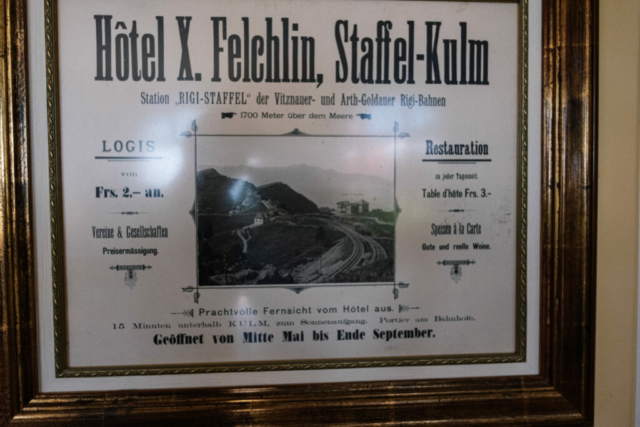 Hôtel X. Felchlin, Staffel-Kulm
Station „RIGI-STAFFEL" der Vitznauer- und Arth-Goldauer Rigi-Bahnen
1700 Meter über dem Meere
LOGIS
von
Frs. 2.– an.
Vereine & Gesellschaften
Preisermässigung.
Restauration
zu jeder Tageszeit.
Table d'hôte Frs. 3.–
Speisen à la Carte
Gute und reelle Weine.
Prachtvolle Fernsicht vom Hôtel aus.
15 Minuten unterhalb KULM, zum Sonnenaufgang. Portier am Bahnhofe.
Geöffnet von Mitte Mai bis Ende September.